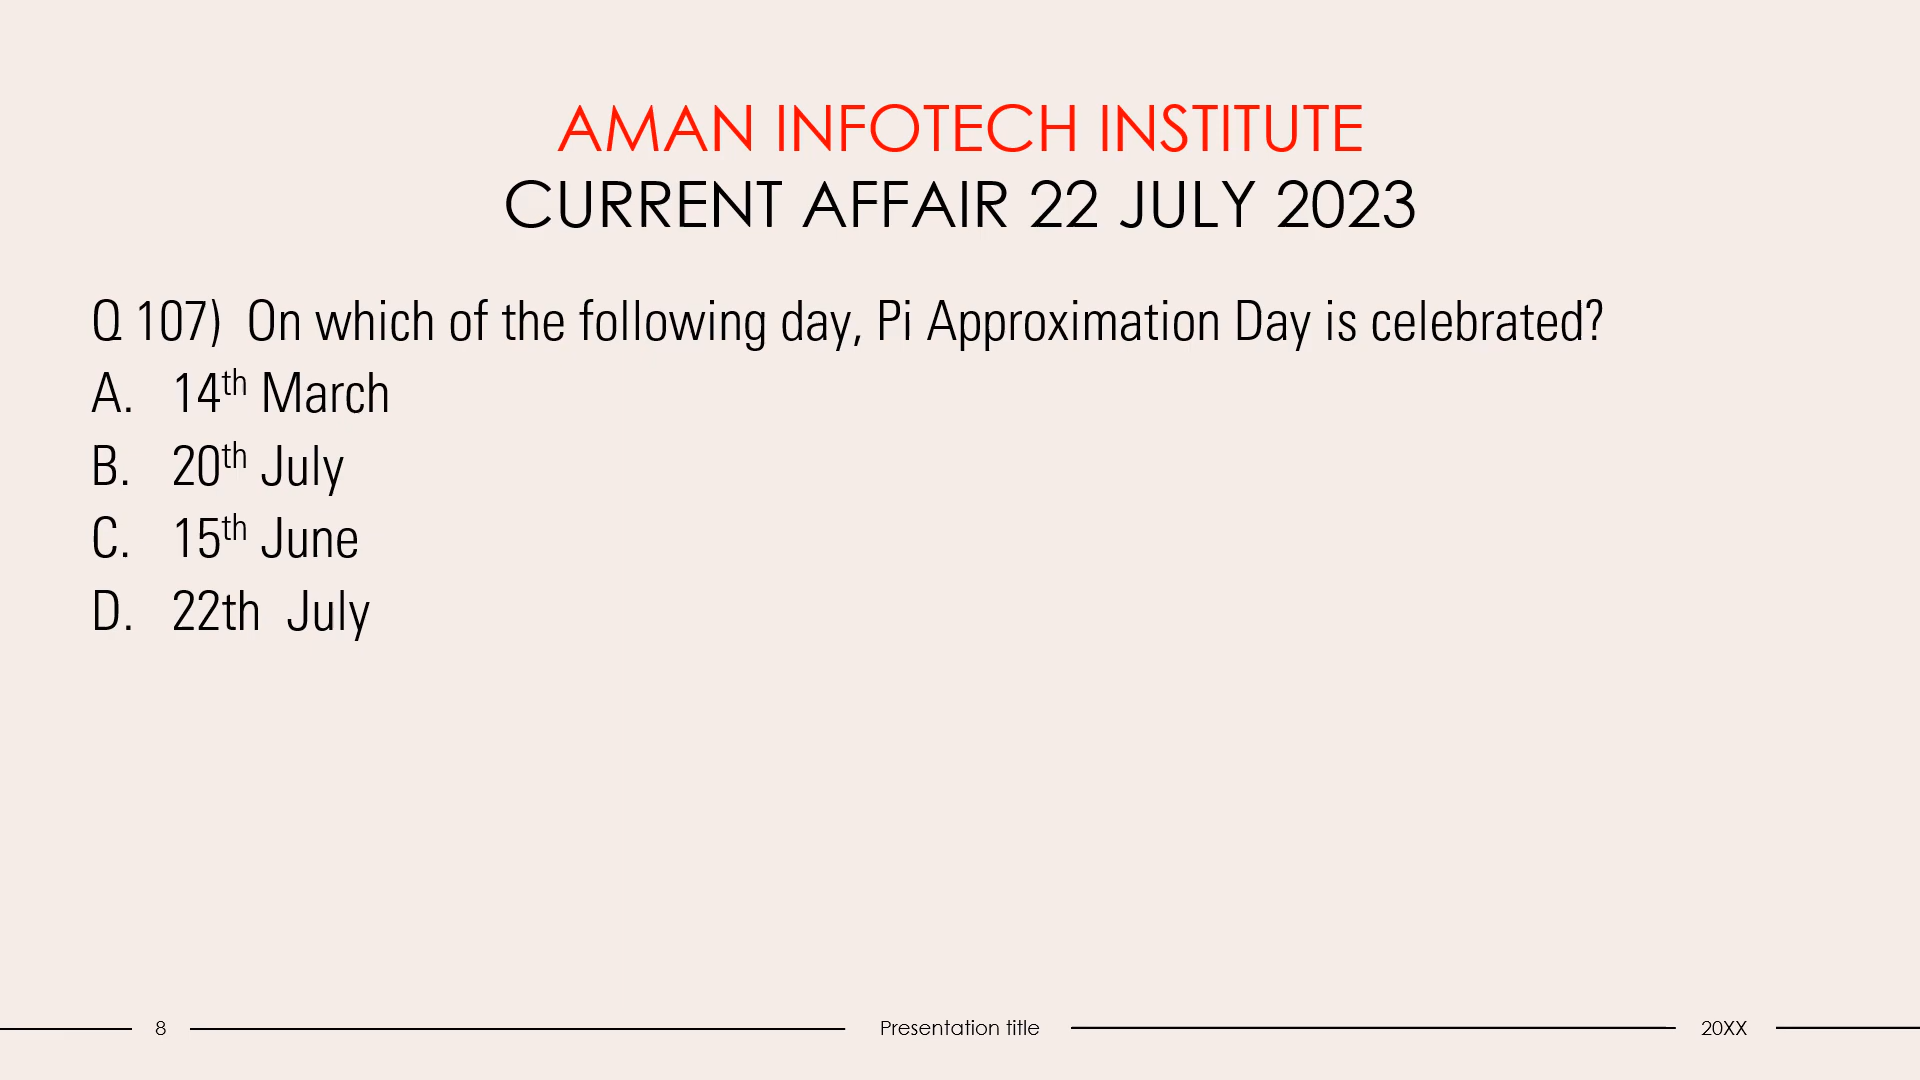 AMAN INFOTECH INSTITUTE
CURRENT AFFAIR 22 JULY 2023
Q 107)  On which of the following day, Pi Approximation Day is celebrated?
A.   14th March
B.   20th July
C.   15th June
D.   22th  July
8 Presentation title 20XX